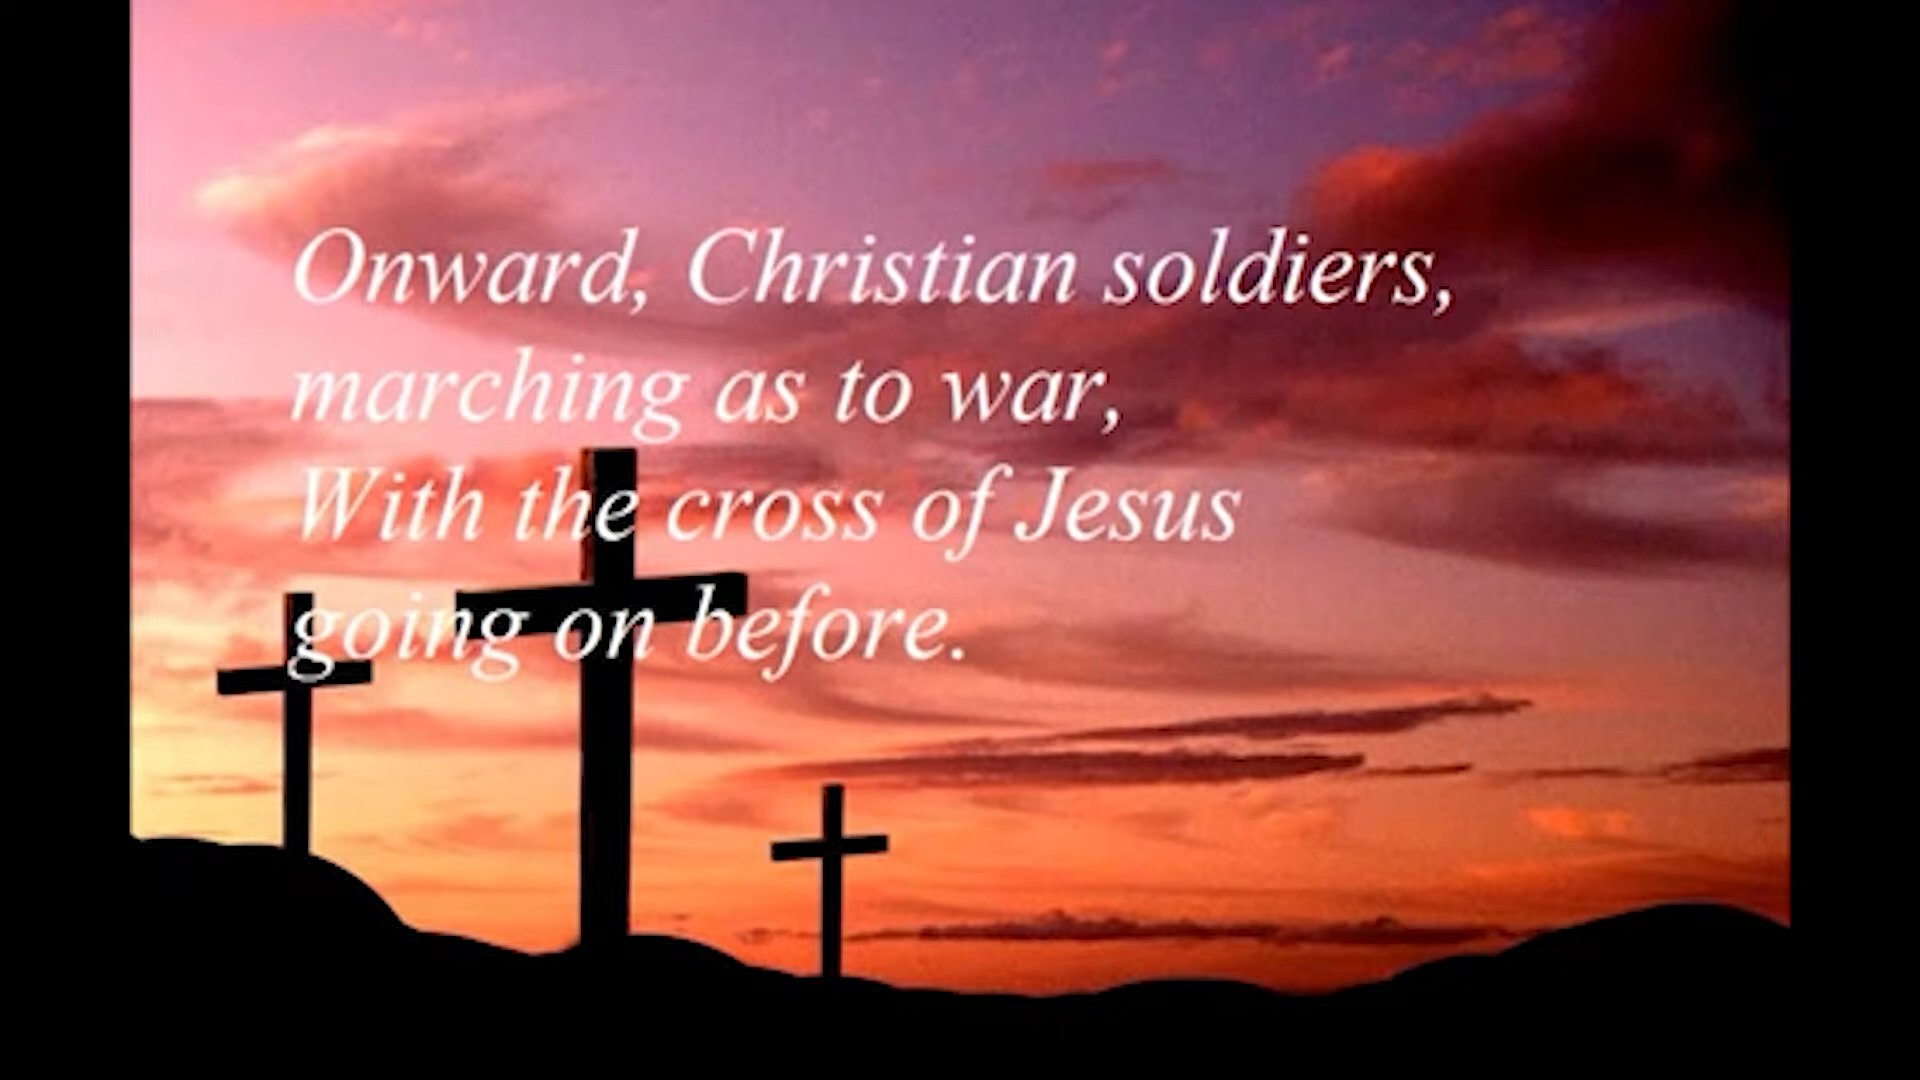 Onward, Christian soldiers,
marching as to war,
With the cross of Jesus
going on before.